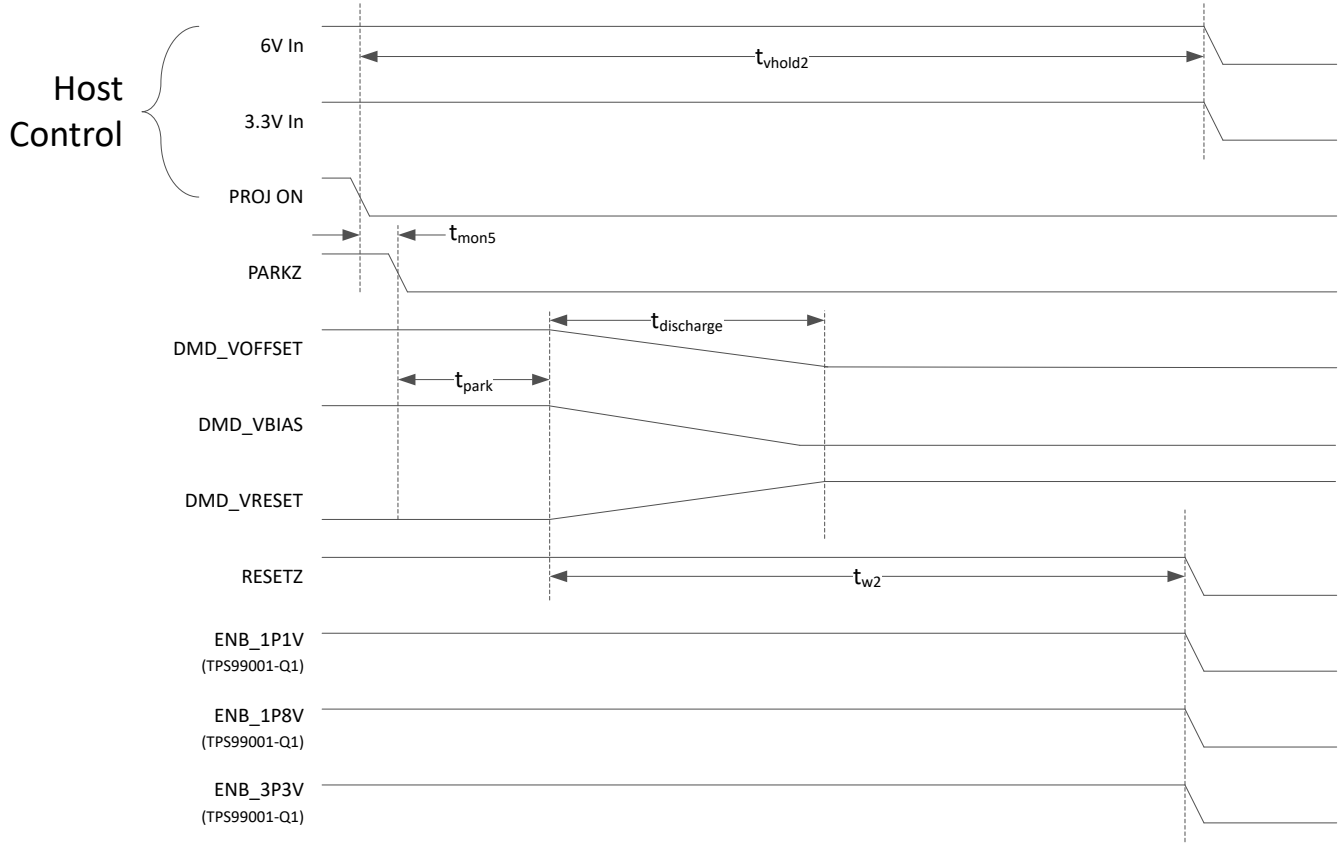 6V In
t_vhold2
Host
Control
3.3V In
PROJ ON
t_mon5
PARKZ
t_discharge
DMD_VOFFSET
t_park
DMD_VBIAS
DMD_VRESET
RESETZ
t_w2
ENB_1P1V
(TPS99001-Q1)
ENB_1P8V
(TPS99001-Q1)
ENB_3P3V
(TPS99001-Q1)